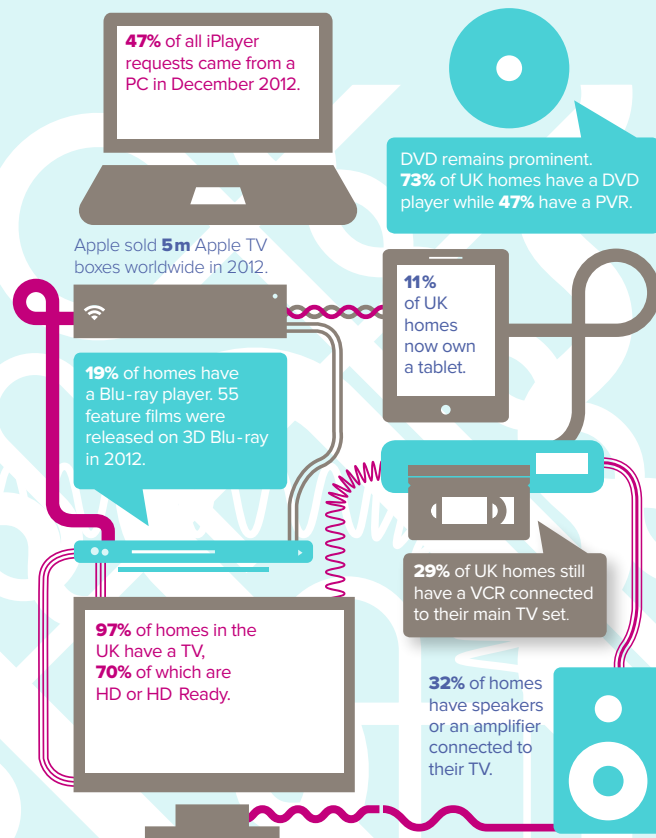 47% of all iPlayer
requests came from a
PC in December 2012.
DVD remains prominent.
73% of UK homes have a DVD
player while 47% have a PVR.
Apple sold 5m Apple TV
boxes worldwide in 2012.
11%
of UK
homes
now own
a tablet.
19% of homes have
a Blu-ray player. 55
feature films were
released on 3D Blu-ray
in 2012.
29% of UK homes still
have a VCR connected
to their main TV set.
97% of homes in the
UK have a TV,
70% of which are
HD or HD Ready.
32% of homes
have speakers
or an amplifier
connected to
their TV.